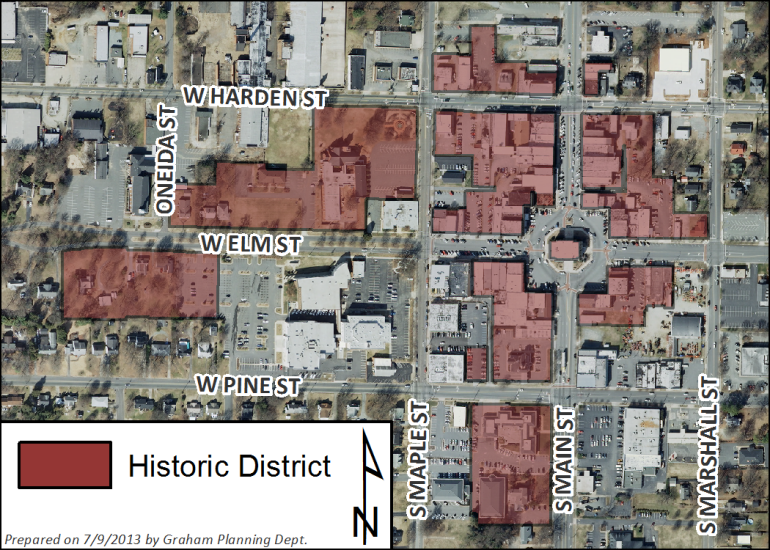 W HARDEN ST
ONEIDA ST
W ELM ST
W PINE ST
S MAPLE ST
S MAIN ST
S MARSHALL ST
Historic District
N
Prepared on 7/9/2013 by Graham Planning Dept.